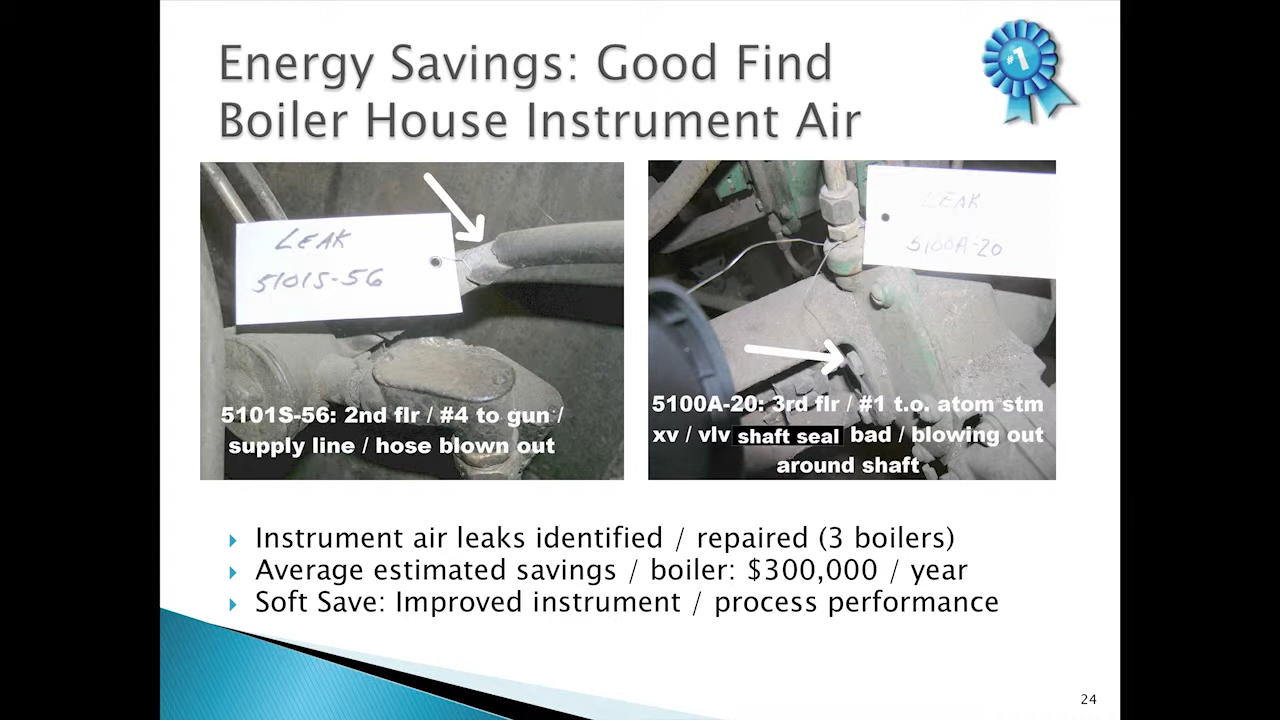 Energy Savings: Good Find
Boiler House Instrument Air
#1
LEAK
5101S-56
5101S-56: 2nd flr / #4 to gun /
supply line / hose blown out
LEAK
5100A-20
5100A-20: 3rd flr / #1 t.o. atom stm
xv / vlv shaft seal bad / blowing out
around shaft
Instrument air leaks identified / repaired (3 boilers)
Average estimated savings / boiler: $300,000 / year
Soft Save: Improved instrument / process performance
24